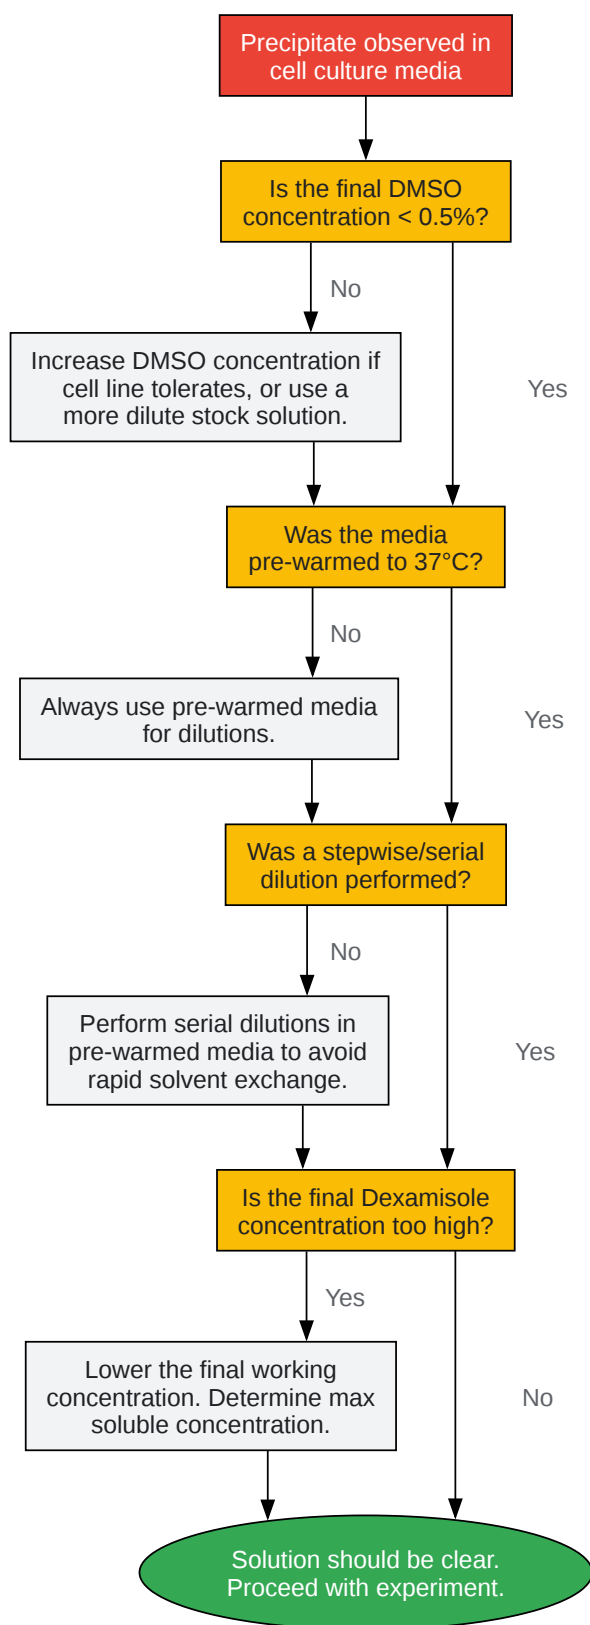 Precipitate observed in
cell culture media
Is the final DMSO
concentration < 0.5%?
No
Increase DMSO concentration if
cell line tolerates, or use a
more dilute stock solution.
Yes
Was the media
pre-warmed to 37°C?
No
Always use pre-warmed media
for dilutions.
Yes
Was a stepwise/serial
dilution performed?
No
Perform serial dilutions in
pre-warmed media to avoid
rapid solvent exchange.
Yes
Is the final Dexamisole
concentration too high?
Yes
Lower the final working
concentration. Determine max
soluble concentration.
No
Solution should be clear.
Proceed with experiment.